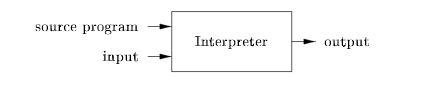 source program
input
Interpreter
output